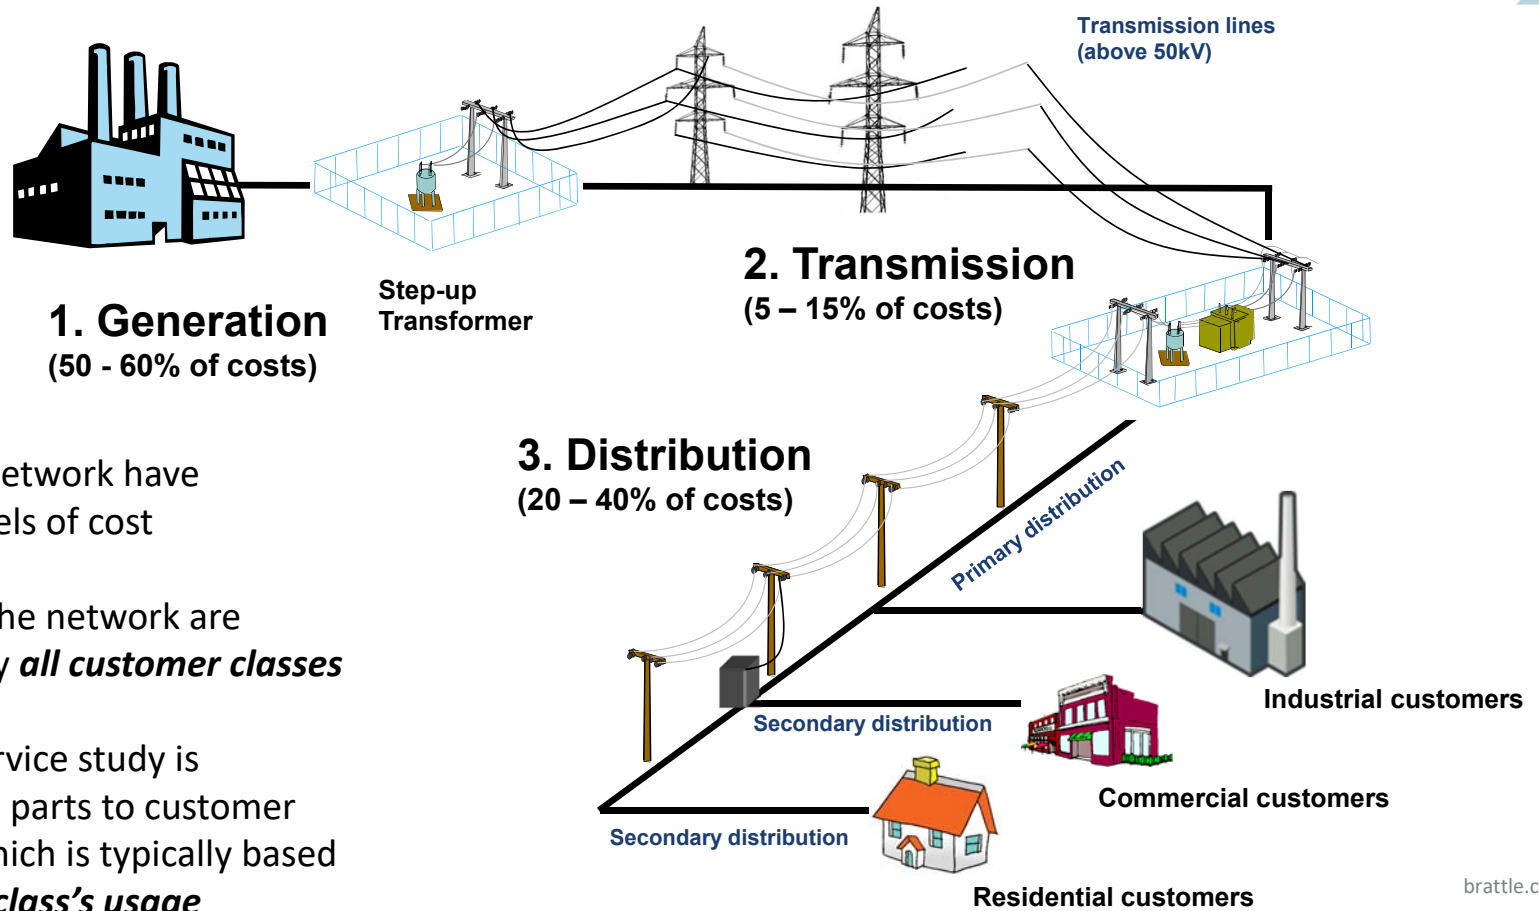 Transmission lines
(above 50kV)
2. Transmission
(5 – 15% of costs)
Step-up
Transformer
1. Generation
(50 - 60% of costs)
3. Distribution
(20 – 40% of costs)
etwork have
els of cost
he network are
y all customer classes
rvice study is
parts to customer
hich is typically based
class’s usage
Primary distribution
Industrial customers
Secondary distribution
Commercial customers
Secondary distribution
Residential customers
brattle.c